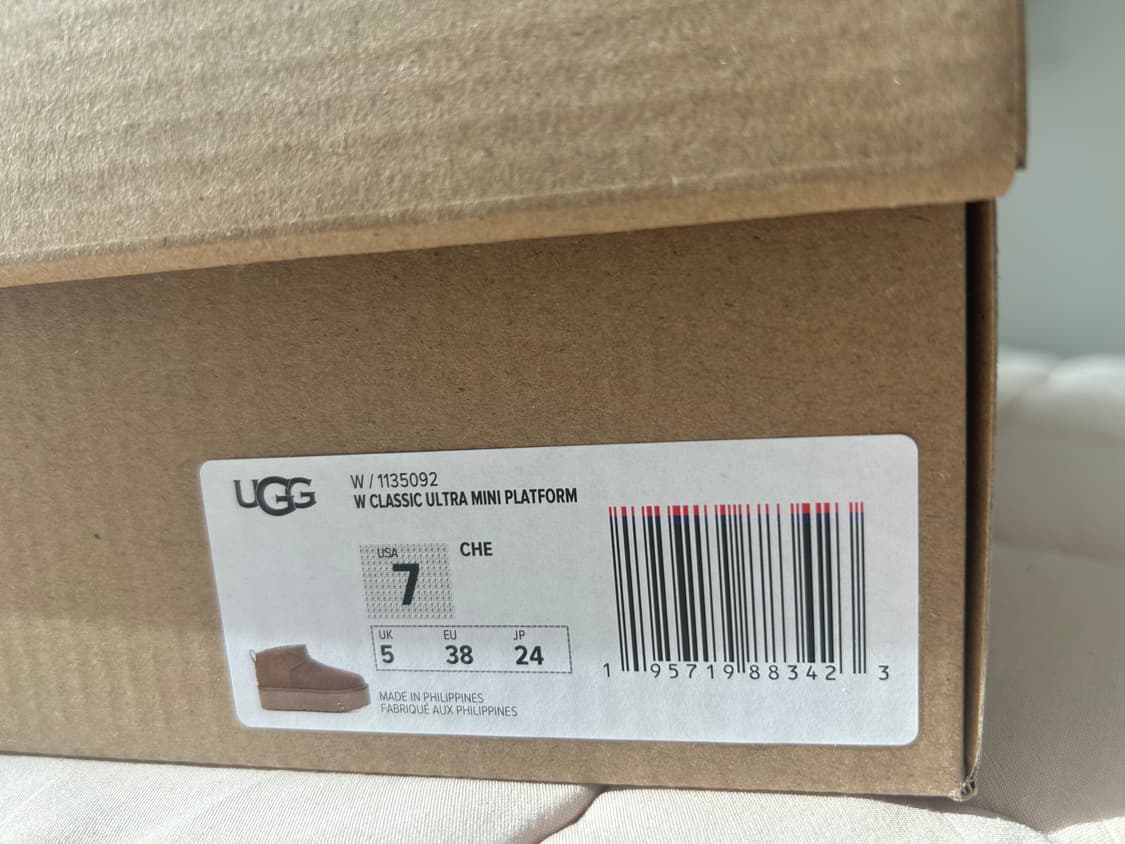 UGG
W / 1135092
W CLASSIC ULTRA MINI PLATFORM
USA
7
CHE
UK
5
EU
38
JP
24
MADE IN PHILIPPINES
FABRIQUÉ AUX PHILIPPINES
1 95719 88342 3